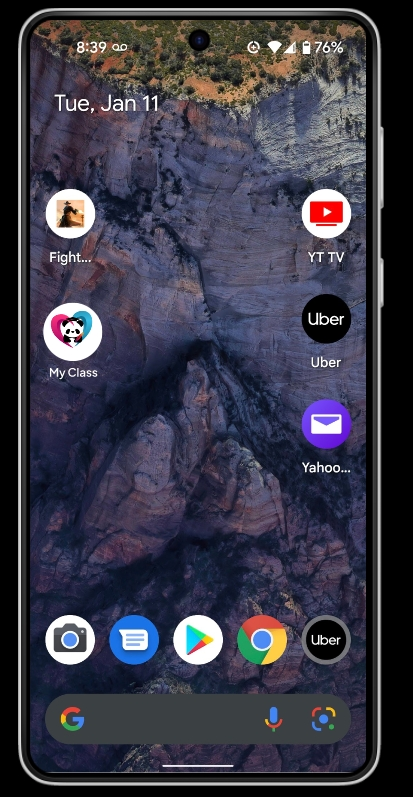 8:39 76%
Tue, Jan 11
Fight... YT TV
Uber
My Class Uber
Yahoo...
Uber